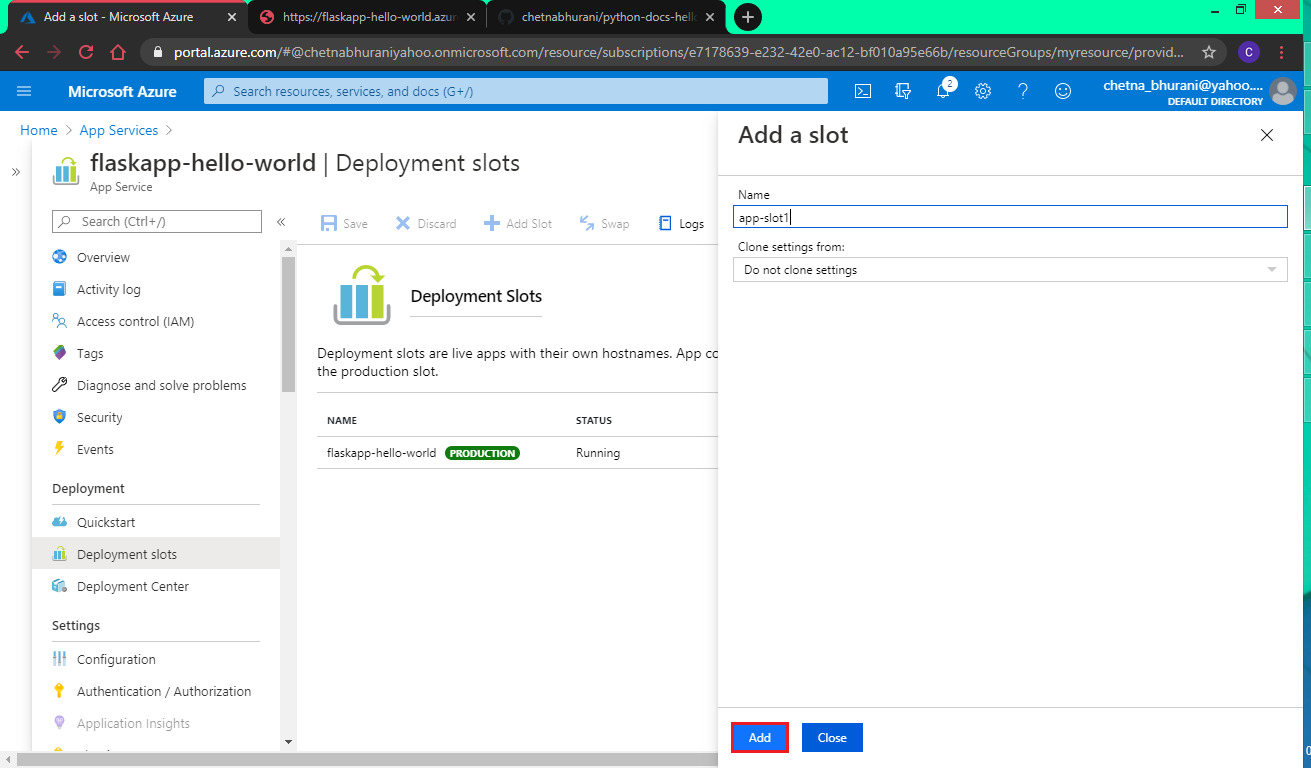 Add a slot - Microsoft Azure
https://flaskapp-hello-world.azur
chetnabhurani/python-docs-hello
portal.azure.com/#@chetnabhuraniyahoo.onmicrosoft.com/resource/subscriptions/e7178639-e232-42e0-ac12-bf010a95e66b/resourceGroups/myresource/provid...
C
Microsoft Azure
Search resources, services, and docs (G+/)
2
chetna_bhurani@yahoo....
DEFAULT DIRECTORY
Home > App Services >
flaskapp-hello-world | Deployment slots
App Service
Search (Ctrl+/)
Overview
Activity log
Access control (IAM)
Tags
Diagnose and solve problems
Security
Events
Deployment
Quickstart
Deployment slots
Deployment Center
Settings
Configuration
Authentication / Authorization
Application Insights
Save Discard Add Slot Swap Logs
Deployment Slots
Deployment slots are live apps with their own hostnames. App co
the production slot.
NAME STATUS
flaskapp-hello-world PRODUCTION Running
Add a slot
Name
app-slot1
Clone settings from:
Do not clone settings
Add Close